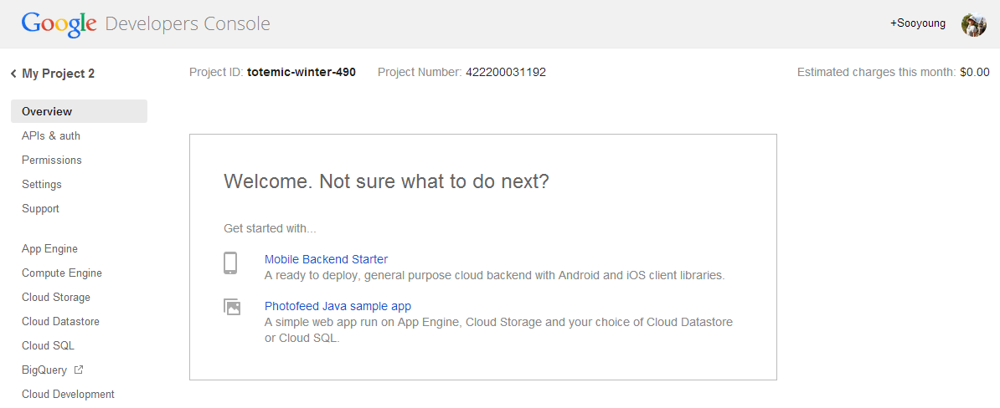 Google Developers Console
+Sooyoung
My Project 2
Project ID: totemic-winter-490
Project Number: 422200031192
Estimated charges this month: $0.00
Overview
APIs & auth
Permissions
Settings
Support
App Engine
Compute Engine
Cloud Storage
Cloud Datastore
Cloud SQL
BigQuery
Cloud Development
Welcome. Not sure what to do next?
Get started with...
Mobile Backend Starter
A ready to deploy, general purpose cloud backend with Android and iOS client libraries.
Photofeed Java sample app
A simple web app run on App Engine, Cloud Storage and your choice of Cloud Datastore
or Cloud SQL.